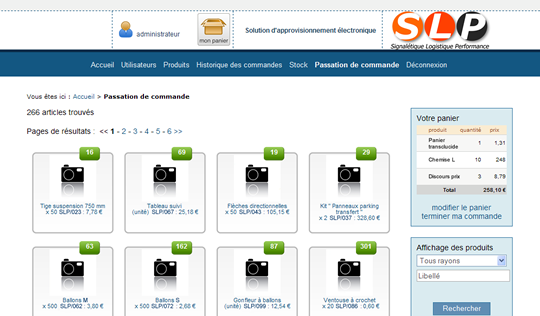 administrateur
mon panier
Solution d'approvisionnement électronique
SLP
Signalétique Logistique Performance
Accueil Utilisateurs Produits Historique des commandes Stock Passation de commande Déconnexion
Vous êtes ici : Accueil > Passation de commande
266 articles trouvés
Pages de résultats : << 1 - 2 - 3 - 4 - 5 - 6 >>
16
Tige suspension 750 mm
x 50 SLP/023 : 7,78 €
69
Tableau suivi
(unité) SLP/067 : 25,10 €
19
Flèches directionnelles
x 50 SLP/043 : 105,15 €
29
Kit " Panneaux parking
transfert "
x 2 SLP/037 : 328,60 €
63
Ballons M
x 500 SLP/062 : 3,80 €
162
Ballons S
x 500 SLP/072 : 2,68 €
87
Gonfleur à ballons
(unité) SLP/099 : 12,54 €
301
Ventouse à crochet
x 20 SLP/086 : 0,60 €
Votre panier
produit quantité prix
Panier translucide 1 1,31
Chemise L 10 248
Discours prix 3 8,79
Total 258,10 €
modifier le panier
terminer ma commande
Affichage des produits
Tous rayons
Libellé
Rechercher